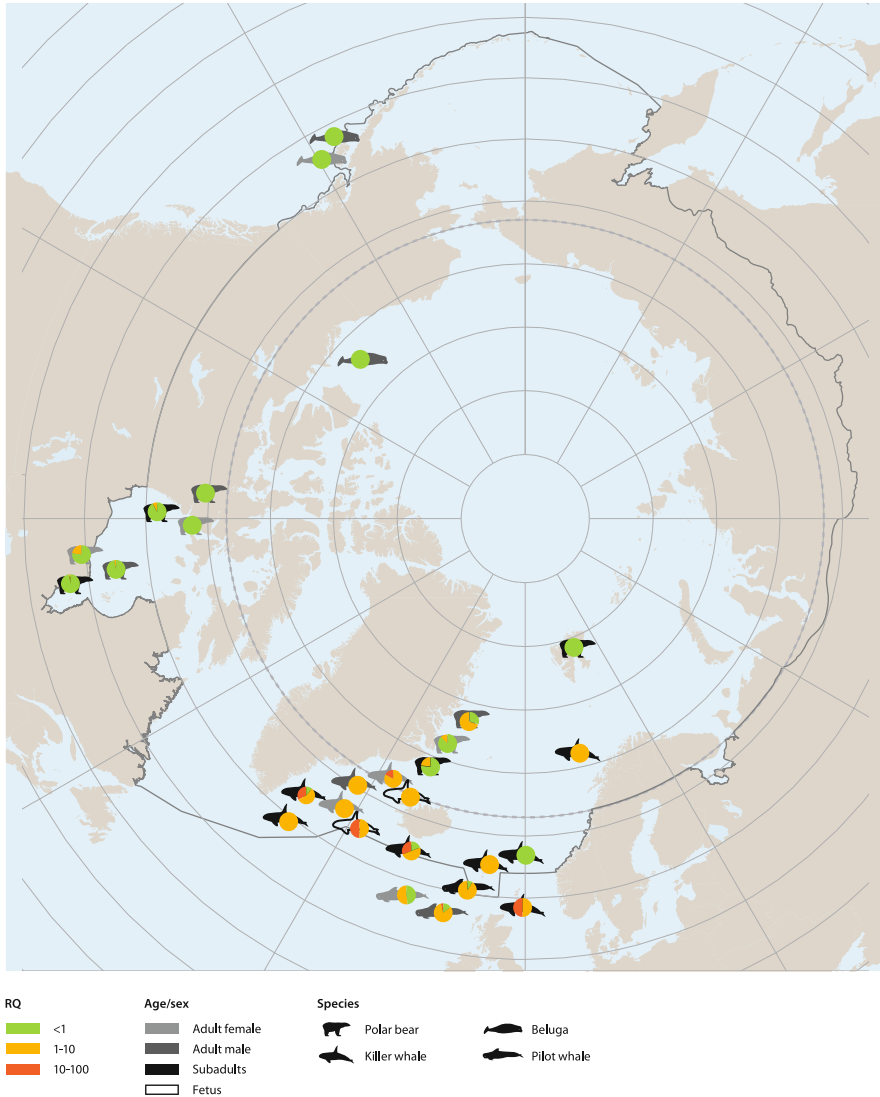 RQ
<1
1-10
10-100
Age/sex
Adult female
Adult male
Subadults
Fetus
Species
Polar bear
Beluga
Killer whale
Pilot whale